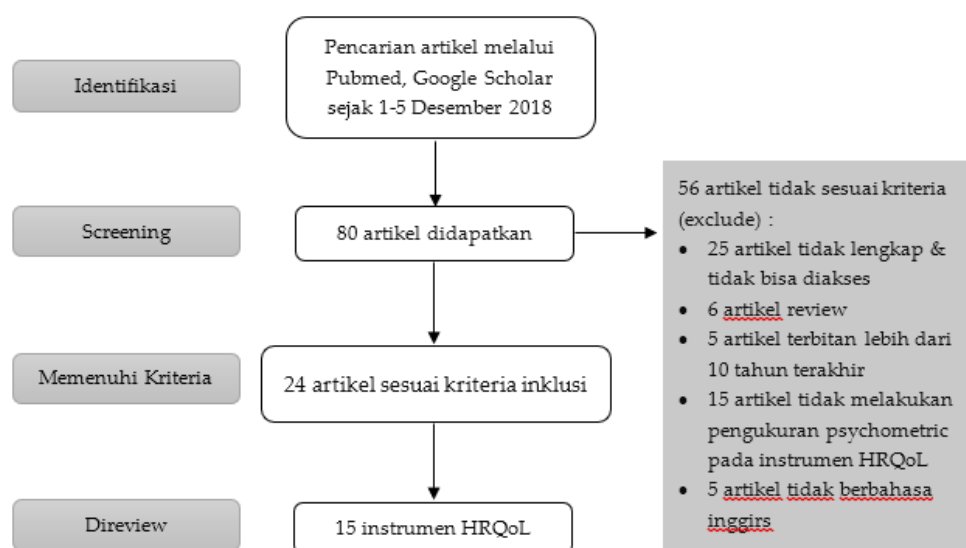 Identifikasi
Pencarian artikel melalui
Pubmed, Google Scholar
sejak 1-5 Desember 2018
Screening
80 artikel didapatkan
56 artikel tidak sesuai kriteria
(exclude) :
• 25 artikel tidak lengkap &
tidak bisa diakses
• 6 artikel review
• 5 artikel terbitan lebih dari
10 tahun terakhir
• 15 artikel tidak melakukan
pengukuran psychometric
pada instrumen HRQoL
• 5 artikel tidak berbahasa
inggirs
Memenuhi Kriteria
24 artikel sesuai kriteria inklusi
Direview
15 instrumen HRQoL